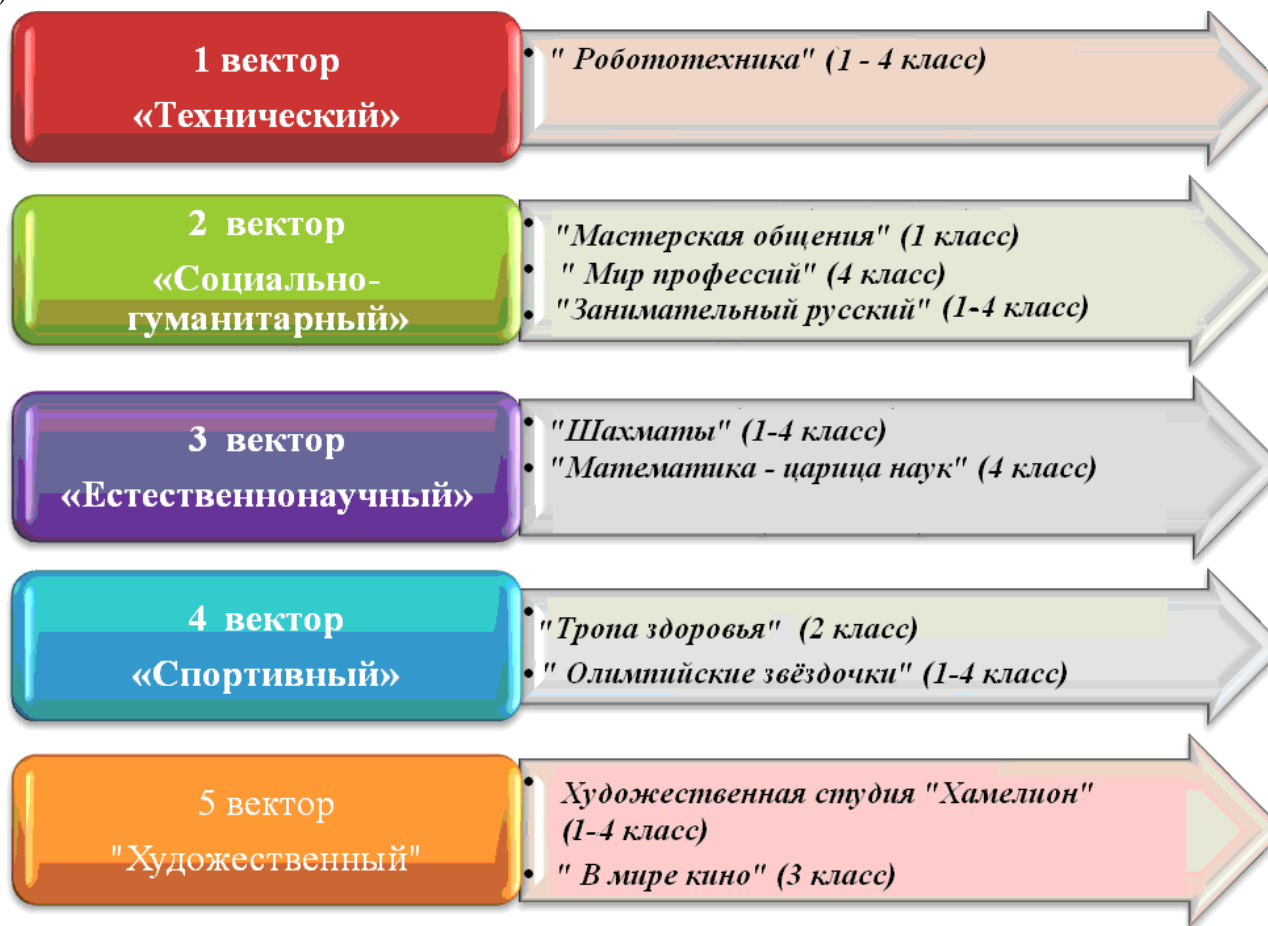 1 вектор
«Технический»
• " Робототехника" (1 - 4 класс)
2 вектор
«Социально-
гуманитарный»
• "Мастерская общения" (1 класс)
• " Мир профессий" (4 класс)
• "Занимательный русский" (1-4 класс)
3 вектор
«Естественнонаучный»
• "Шахматы" (1-4 класс)
• "Математика - царица наук" (4 класс)
4 вектор
«Спортивный»
• "Тропа здоровья" (2 класс)
• " Олимпийские звёздочки" (1-4 класс)
5 вектор
"Художественный"
• Художественная студия "Хамелион"
(1-4 класс)
• " В мире кино" (3 класс)